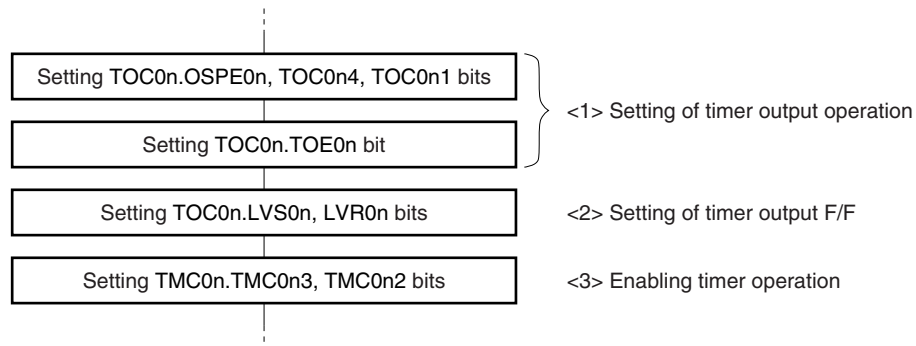 Setting TOC0n.OSPE0n, TOC0n4, TOC0n1 bits
<1> Setting of timer output operation
Setting TOC0n.TOE0n bit
Setting TOC0n.LVS0n, LVR0n bits
<2> Setting of timer output F/F
Setting TMC0n.TMC0n3, TMC0n2 bits
<3> Enabling timer operation